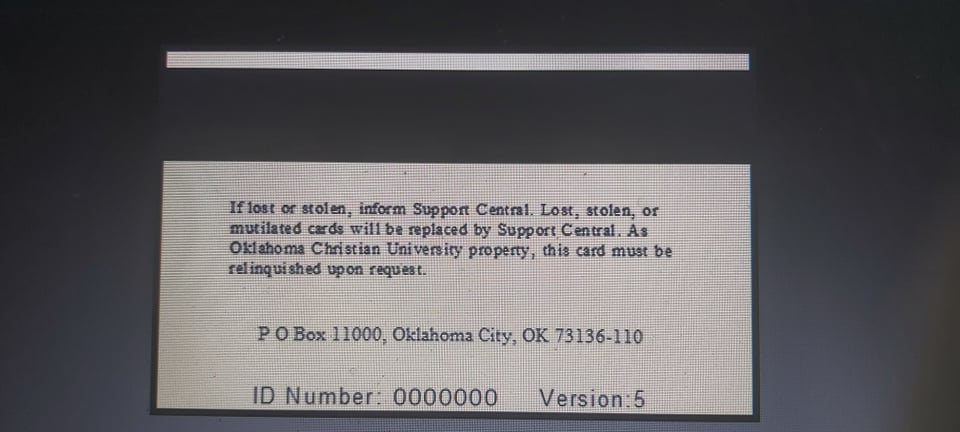 If lost or stolen, inform Support Central. Lost, stolen, or
mutilated cards will be replaced by Support Central. As
Oklahoma Christian University property, this card must be
relinquished upon request.
P O Box 11000, Oklahoma City, OK 73136-110
ID Number: 0000000 Version:5